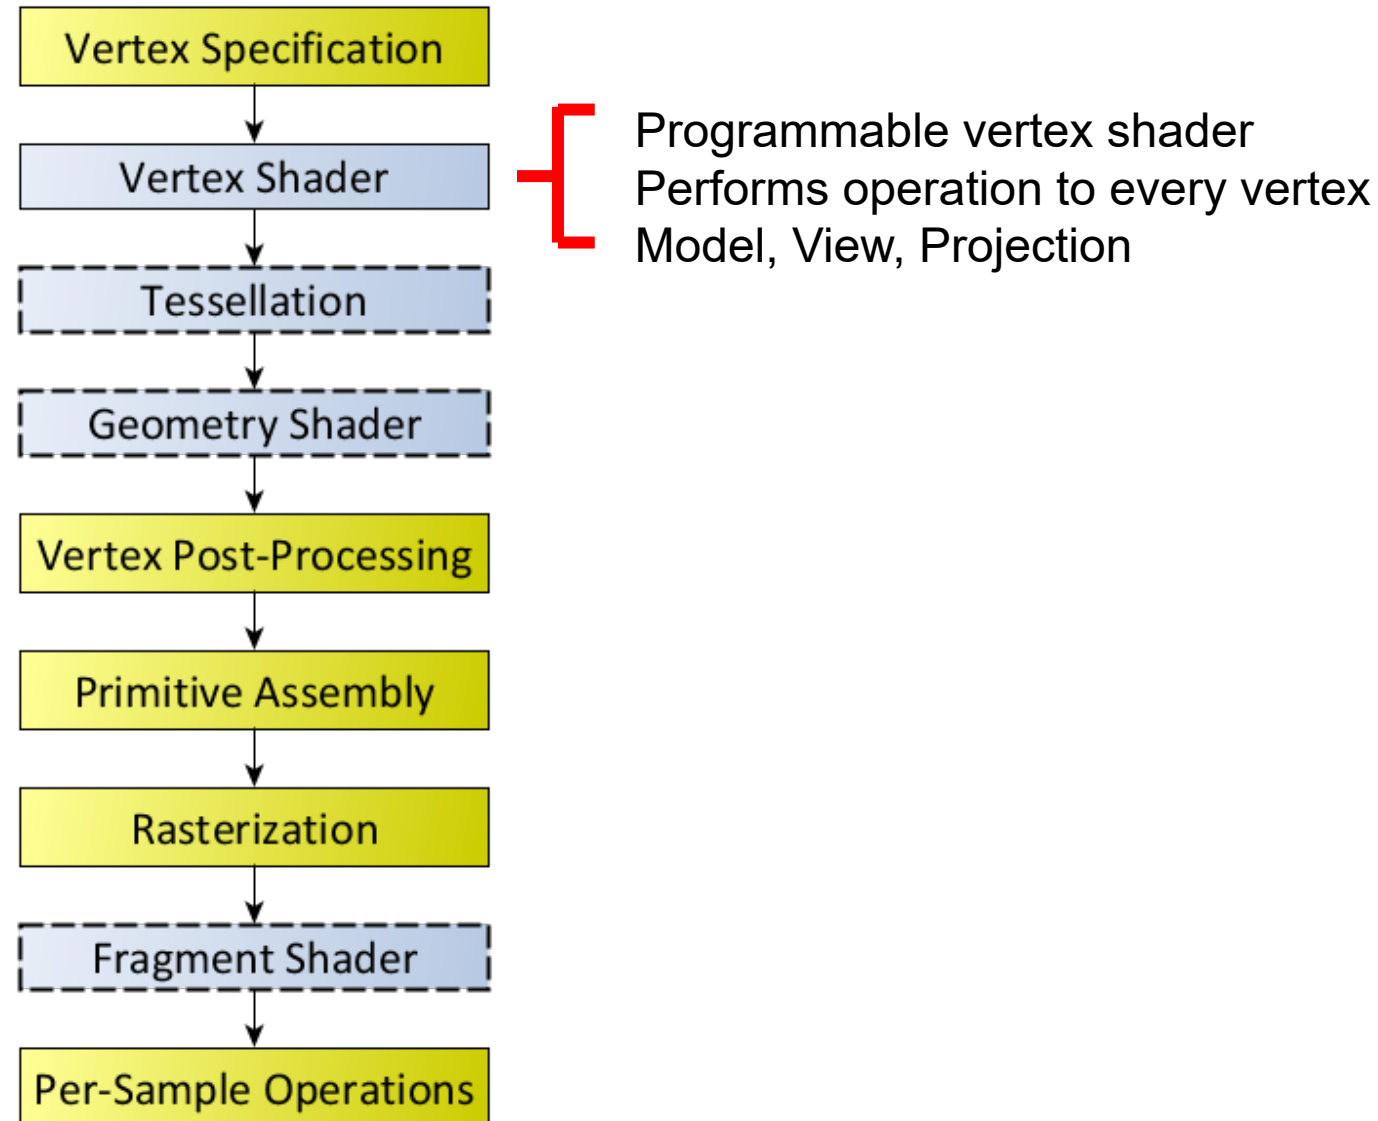 Vertex Specification
Vertex Shader
Programmable vertex shader
Performs operation to every vertex
Model, View, Projection
Tessellation
Geometry Shader
Vertex Post-Processing
Primitive Assembly
Rasterization
Fragment Shader
Per-Sample Operations